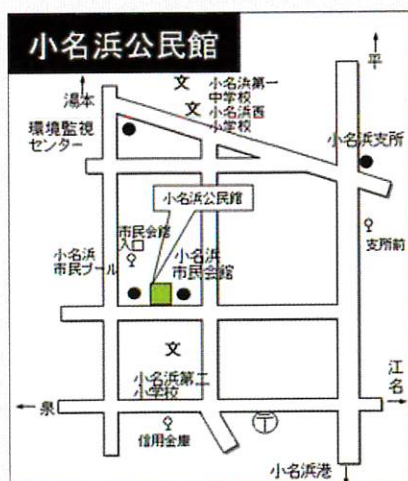 小名浜公民館
平
湯本
文
小名浜第一
中学校
文
小名浜西
小学校
環境監視
センター
小名浜支所
小名浜公民館
支所前
市民会館
入口
小名浜
市民プール
小名浜
市民会館
文
小名浜第二
小学校
江名
泉
信用金庫
〒
小名浜港